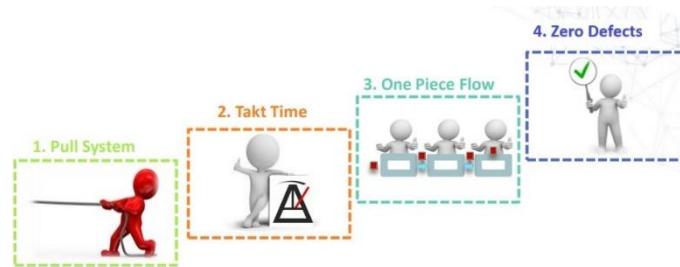 1. Pull System
2. Takt Time
3. One Piece Flow
4. Zero Defects